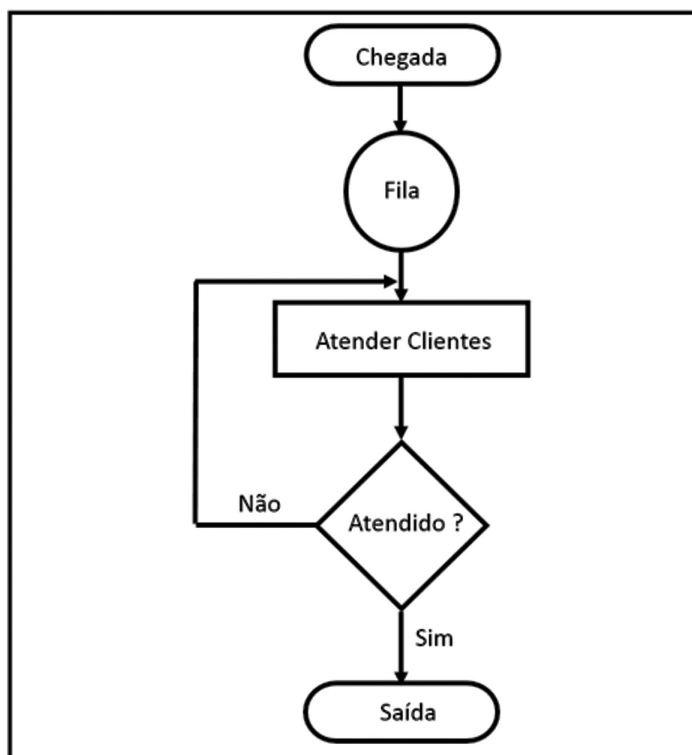 Chegada
Fila
Atender Clientes
Não
Atendido ?
Sim
Saída